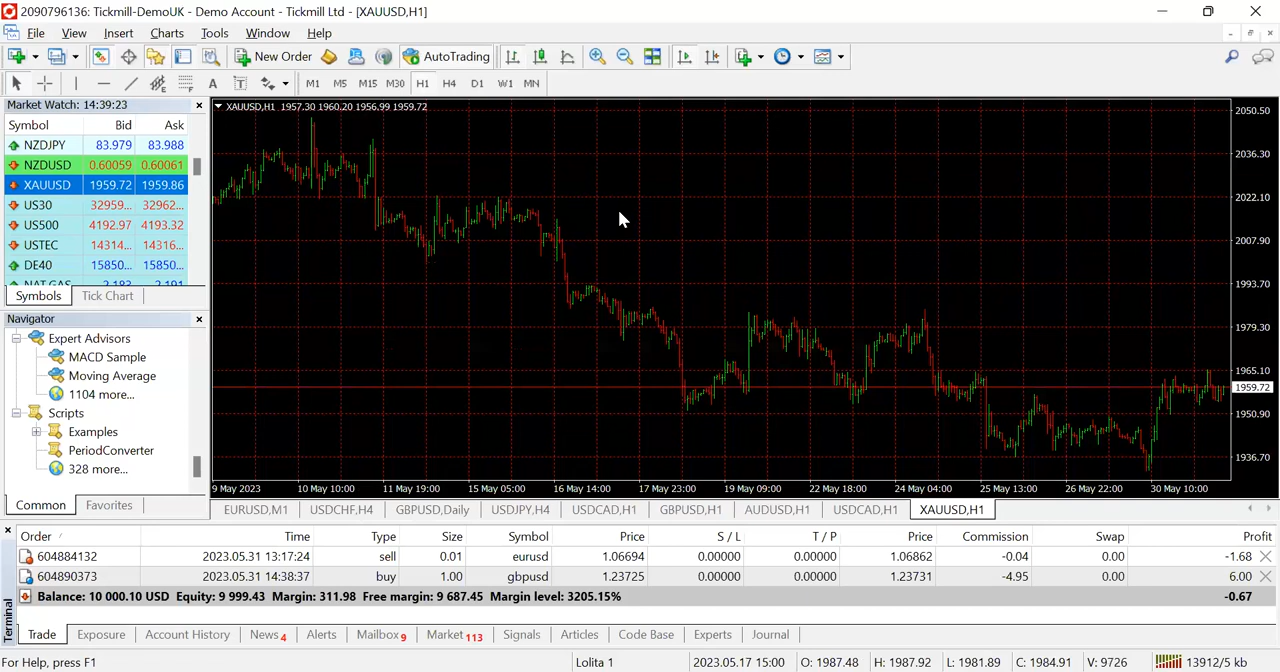 2090796136: Tickmill-DemoUK - Demo Account - Tickmill Ltd - [XAUUSD,H1]
File View Insert Charts Tools Window Help
New Order AutoTrading
A T M1 M5 M15 M30 H1 H4 D1 W1 MN
Market Watch: 14:39:23
Symbol Bid Ask
NZDJPY 83.979 83.988
NZDUSD 0.60059 0.60061
XAUUSD 1959.72 1959.86
US30 32959... 32962...
US500 4192.97 4193.32
USTEC 14314... 14316...
DE40 15850... 15850...
NAT.GAS 2.183 2.191
Symbols Tick Chart
Navigator
Expert Advisors
MACD Sample
Moving Average
1104 more...
Scripts
Examples
PeriodConverter
328 more...
Common Favorites
XAUUSD,H1 1957.30 1960.20 1956.99 1959.72
2050.50
2036.30
2022.10
2007.90
1993.70
1979.30
1965.10
1959.72
1950.90
1936.70
9 May 2023 10 May 10:00 11 May 19:00 15 May 05:00 16 May 14:00 17 May 23:00 19 May 09:00 22 May 18:00 24 May 04:00 25 May 13:00 26 May 22:00 30 May 10:00
EURUSD,M1 USDCHF,H4 GBPUSD,Daily USDJPY,H4 USDCAD,H1 GBPUSD,H1 AUDUSD,H1 USDCAD,H1 XAUUSD,H1
Order / Time Type Size Symbol Price S / L T / P Price Commission Swap Profit
604884132 2023.05.31 13:17:24 sell 0.01 eurusd 1.06694 0.00000 0.00000 1.06862 -0.04 0.00 -1.68
604890373 2023.05.31 14:38:37 buy 1.00 gbpusd 1.23725 0.00000 0.00000 1.23731 -4.95 0.00 6.00
Balance: 10 000.10 USD Equity: 9 999.43 Margin: 311.98 Free margin: 9 687.45 Margin level: 3205.15% -0.67
Terminal
Trade Exposure Account History News 4 Alerts Mailbox 9 Market 113 Signals Articles Code Base Experts Journal
For Help, press F1 Lolita 1 2023.05.17 15:00 O: 1987.48 H: 1987.92 L: 1981.89 C: 1984.91 V: 9726 13912/5 kb